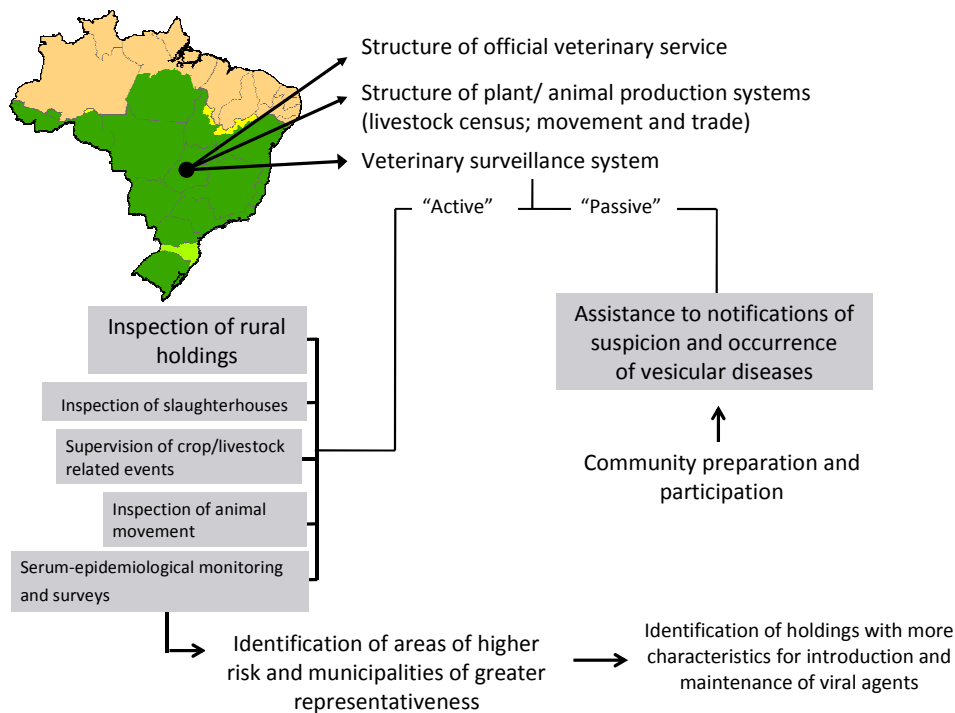 Structure of official veterinary service
Structure of plant/ animal production systems
(livestock census; movement and trade)
Veterinary surveillance system
“Active”
“Passive”
Inspection of rural
holdings
Inspection of slaughterhouses
Supervision of crop/livestock
related events
Inspection of animal
movement
Serum-epidemiological monitoring
and surveys
Assistance to notifications of
suspicion and occurrence
of vesicular diseases
Community preparation and
participation
Identification of areas of higher
risk and municipalities of greater
representativeness
Identification of holdings with more
characteristics for introduction and
maintenance of viral agents